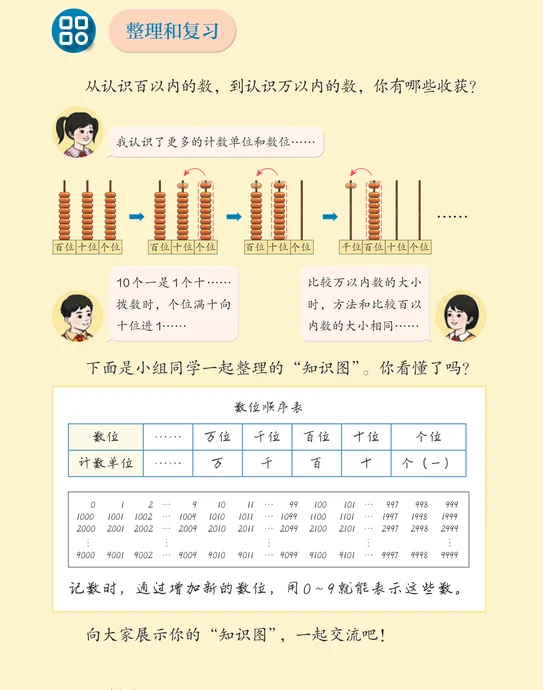 整理和复习
从认识百以内的数，到认识万以内的数，你有哪些收获？
我认识了更多的计数单位和数位……
百位 十位 个位 百位 十位 个位 百位 十位 个位 千位 百位 十位 个位 ……
10个一是1个十……
拨数时，个位满十向
十位进1……
比较万以内数的大小
时，方法和比较百以
内数的大小相同……
下面是小组同学一起整理的“知识图”。你看懂了吗？
数位顺序表
数位 …… 万位 千位 百位 十位 个位
计数单位 …… 万 千 百 十 个（一）
0 1 2 … 9 10 11 … 99 100 101 … 997 998 999
1000 1001 1002 … 1009 1010 1011 … 1099 1100 1101 … 1997 1998 1999
2000 2001 2002 … 2009 2010 2011 … 2099 2100 2101 … 2997 2998 2999
⋮ ⋮ ⋮
9000 9001 9002 … 9009 9010 9011 … 9099 9100 9101 … 9997 9998 9999
记数时，通过增加新的数位，用0~9就能表示这些数。
向大家展示你的“知识图”，一起交流吧！